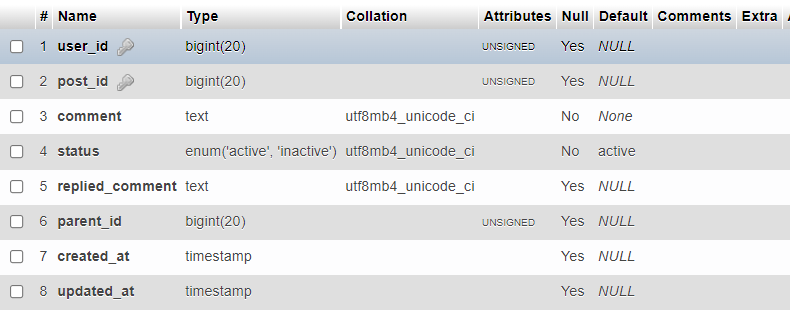 # Name Type Collation Attributes Null Default Comments Extra
1 user_id bigint(20) UNSIGNED Yes NULL
2 post_id bigint(20) UNSIGNED Yes NULL
3 comment text utf8mb4_unicode_ci No None
4 status enum('active', 'inactive') utf8mb4_unicode_ci No active
5 replied_comment text utf8mb4_unicode_ci Yes NULL
6 parent_id bigint(20) UNSIGNED Yes NULL
7 created_at timestamp Yes NULL
8 updated_at timestamp Yes NULL